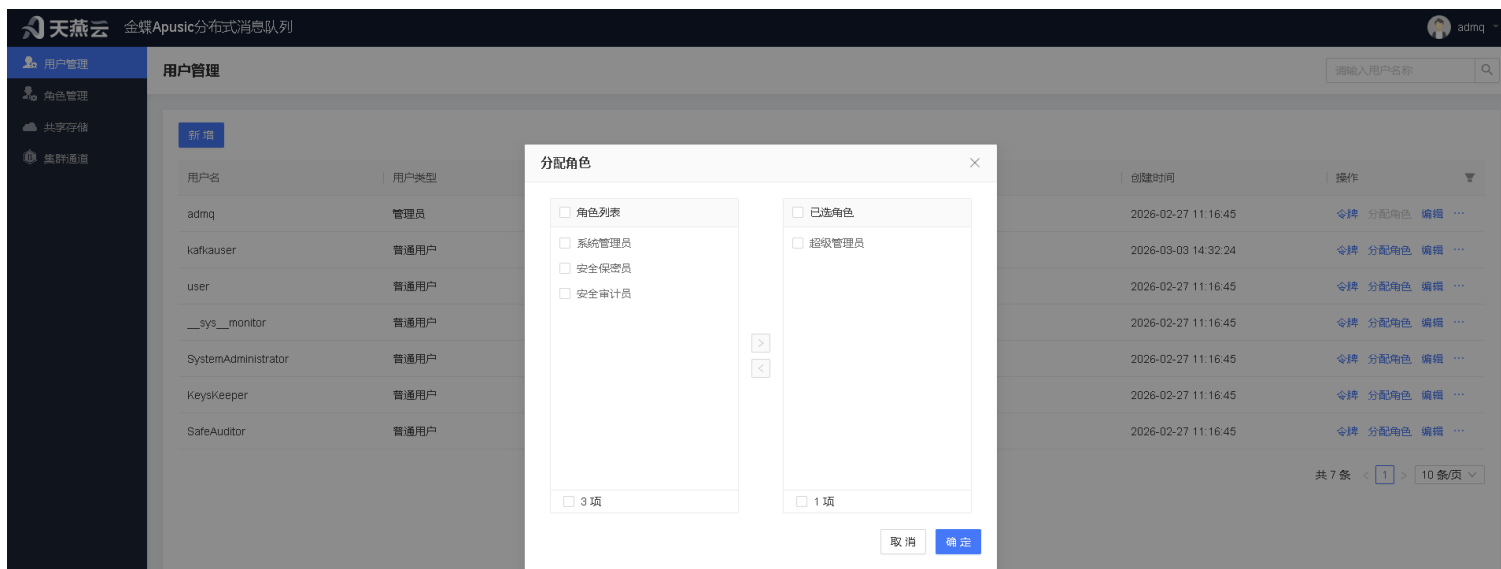 天燕云 金蝶Apusic分布式消息队列 admq
用户管理
角色管理
共享存储
集群通道
用户管理 请输入用户名称
新增
用户名 用户类型 创建时间 操作
admq 管理员 2026-02-27 11:16:45 令牌 分配角色 编辑 ···
kafkauser 普通用户 2026-03-03 14:32:24 令牌 分配角色 编辑 ···
user 普通用户 2026-02-27 11:16:45 令牌 分配角色 编辑 ···
__sys__monitor 普通用户 2026-02-27 11:16:45 令牌 分配角色 编辑 ···
SystemAdministrator 普通用户 2026-02-27 11:16:45 令牌 分配角色 编辑 ···
KeysKeeper 普通用户 2026-02-27 11:16:45 令牌 分配角色 编辑 ···
SafeAuditor 普通用户 2026-02-27 11:16:45 令牌 分配角色 编辑 ···
共 7 条 < 1 > 10 条/页
分配角色
角色列表 已选角色
系统管理员 超级管理员
安全保密员
安全审计员
3 项 1 项
取 消 确 定